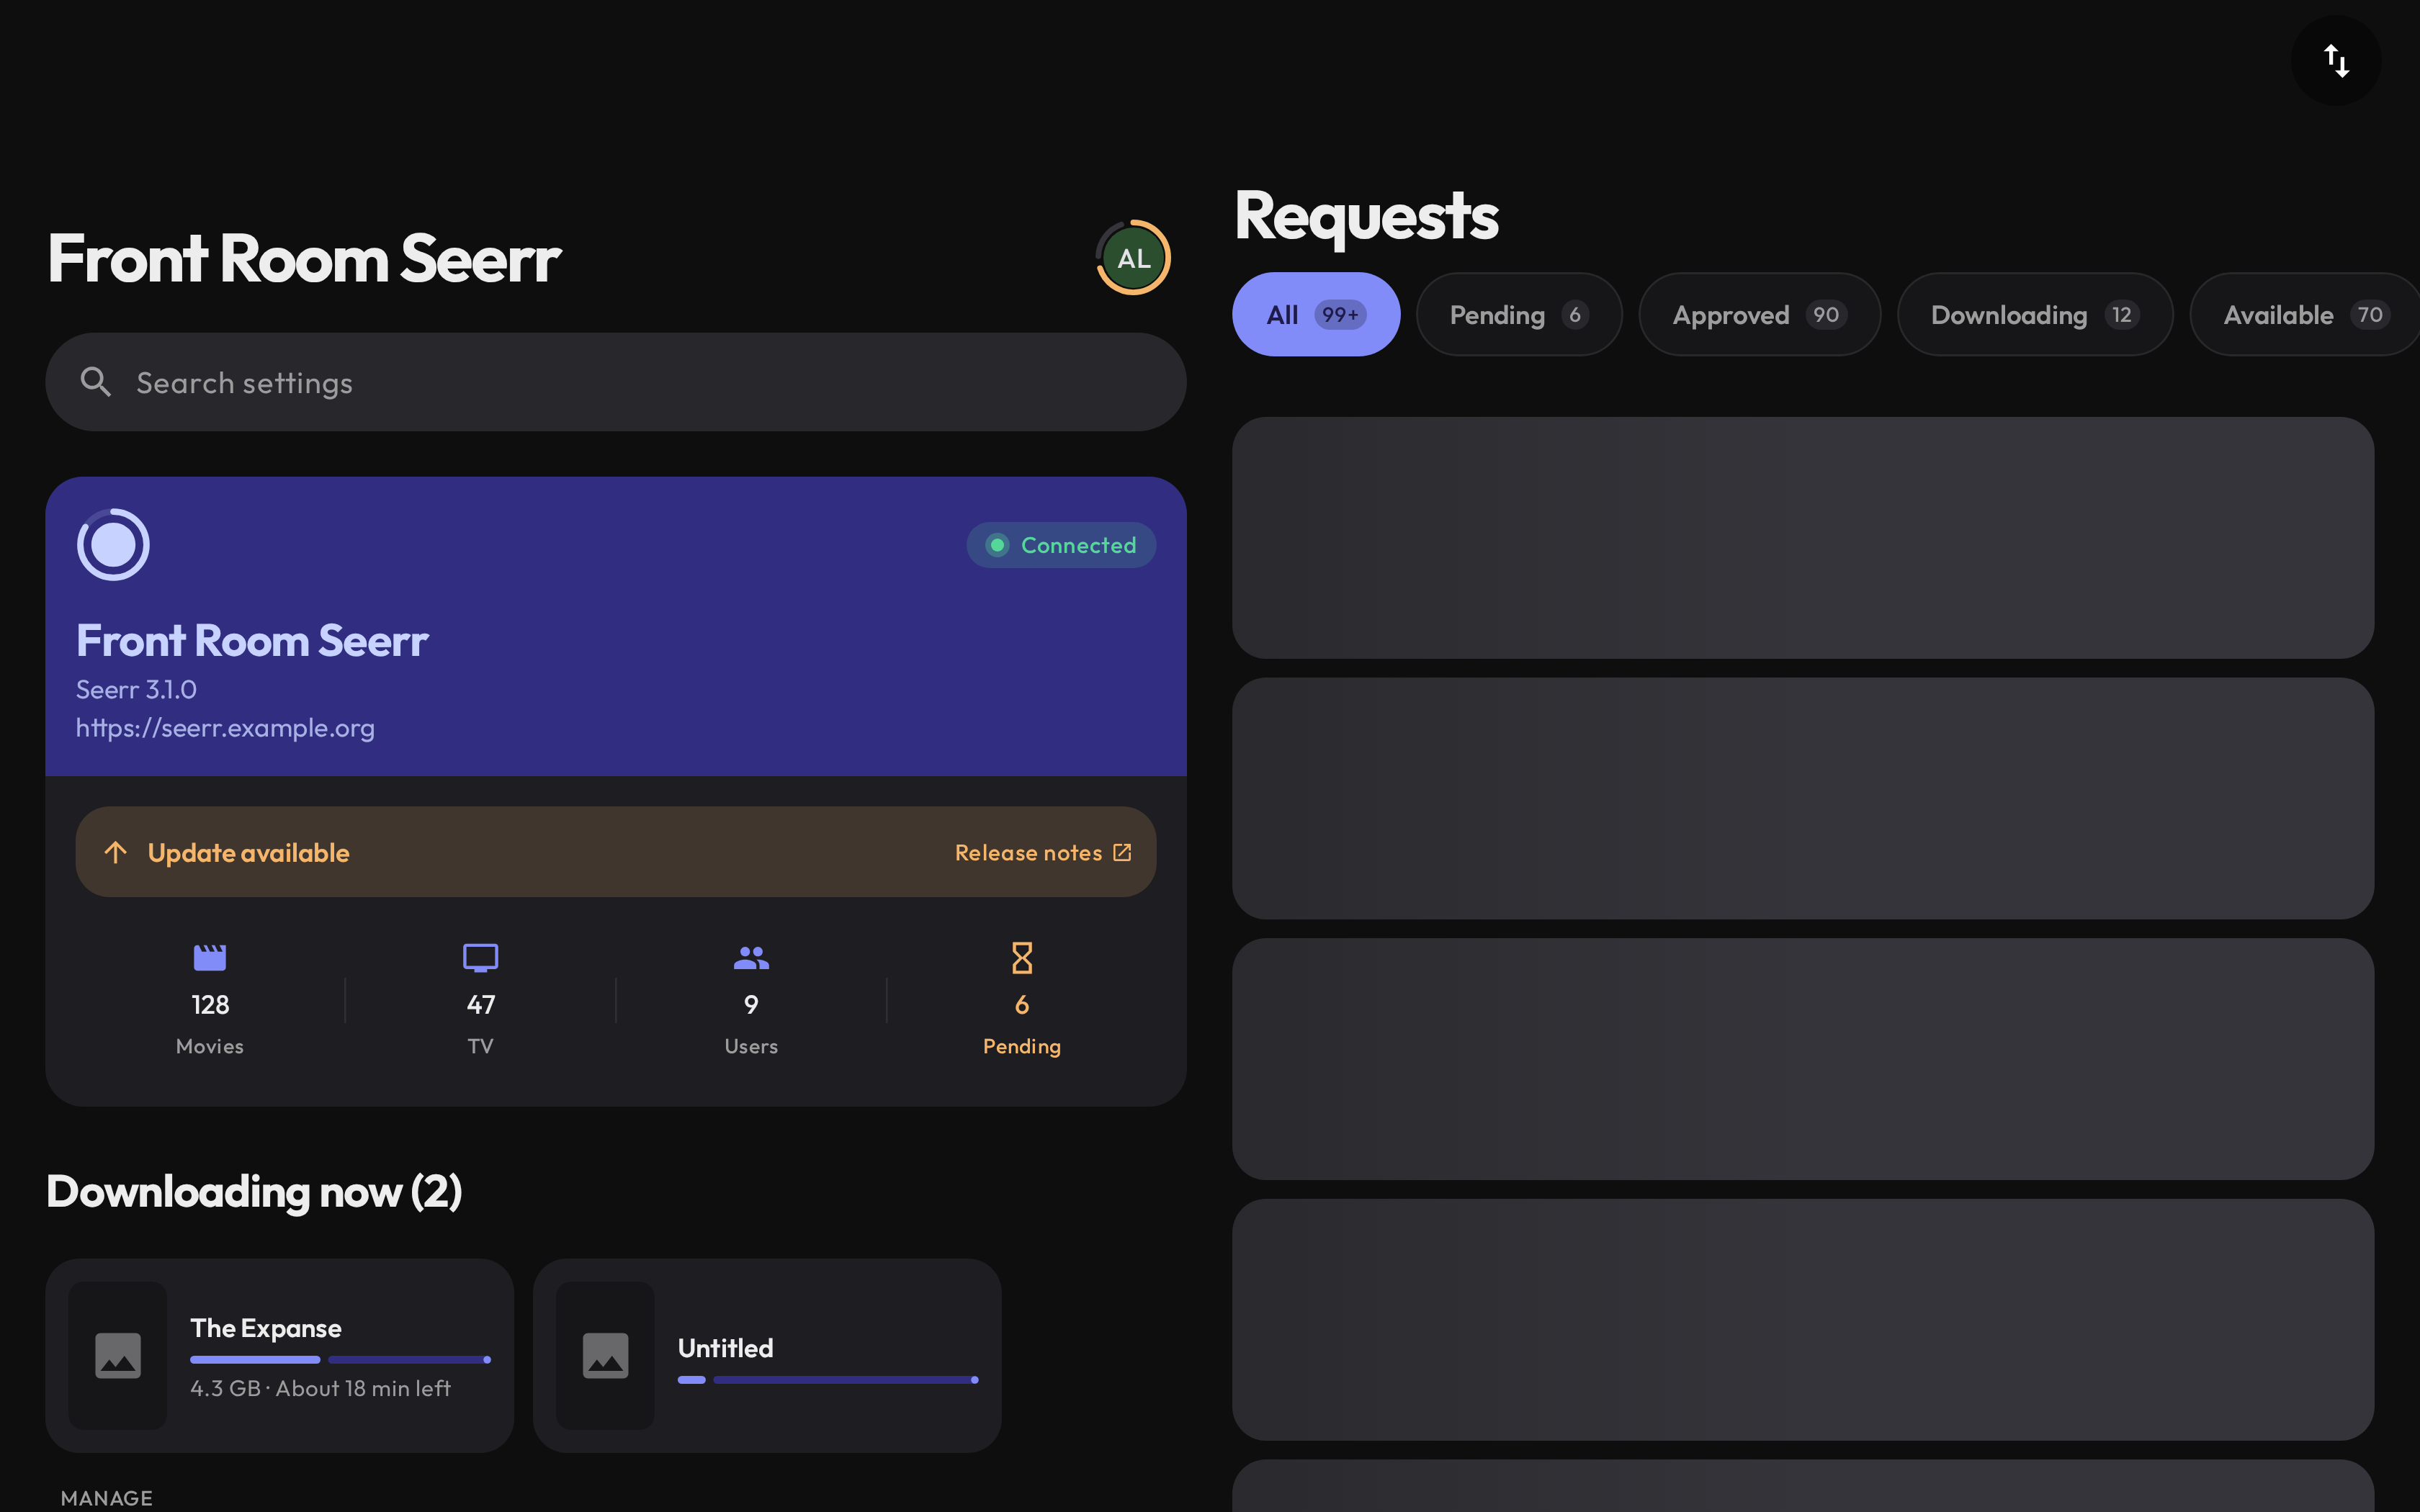 Front Room Seerr
AL
Search settings
Connected
Front Room Seerr
Seerr 3.1.0
https://seerr.example.org
Update available
Release notes
128
Movies
47
TV
9
Users
6
Pending
Downloading now (2)
The Expanse
4.3 GB · About 18 min left
Untitled
MANAGE
Requests
All 99+
Pending 6
Approved 90
Downloading 12
Available 70